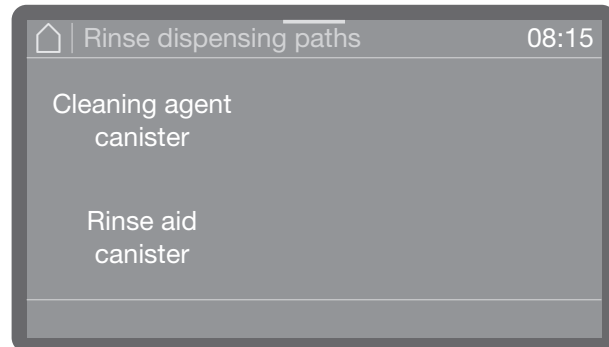 Rinse dispensing paths 08:15
Cleaning agent
canister
Rinse aid
canister